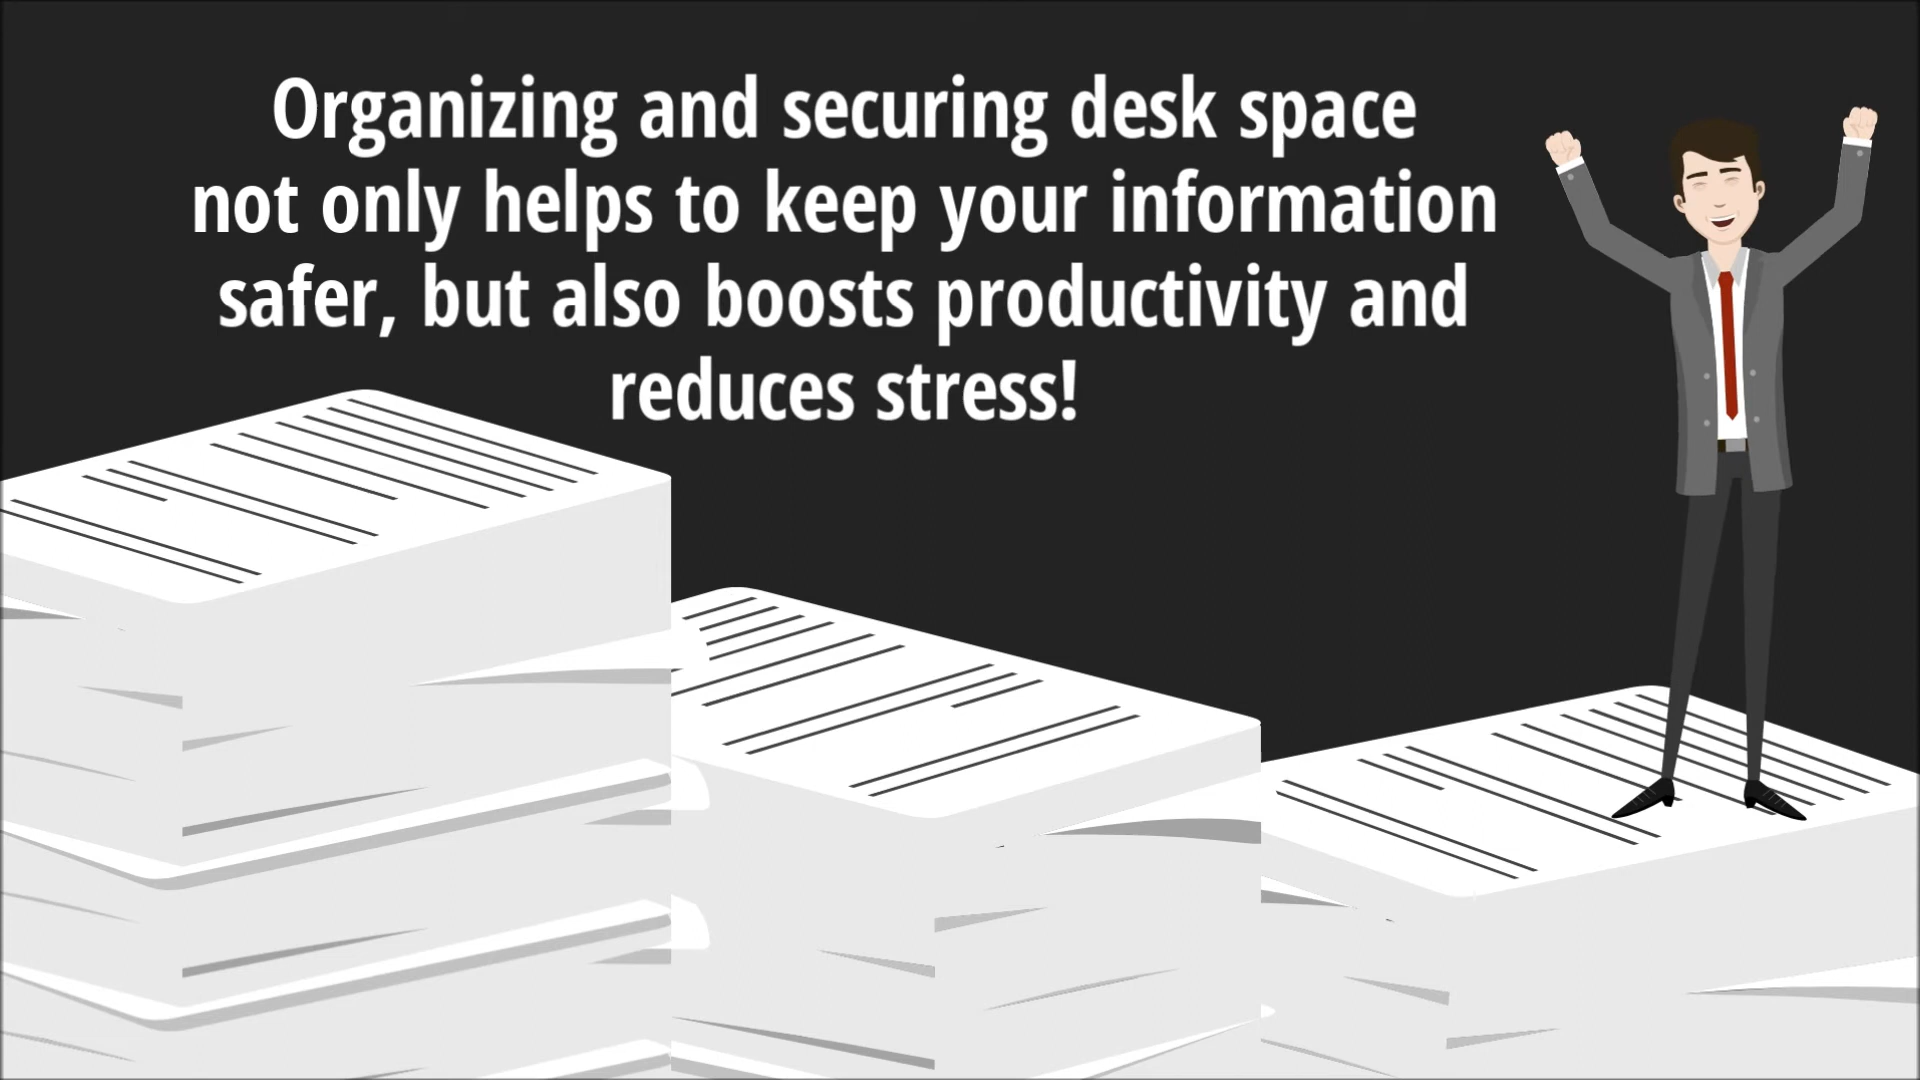 Organizing and securing desk space
not only helps to keep your information
safer, but also boosts productivity and
reduces stress!